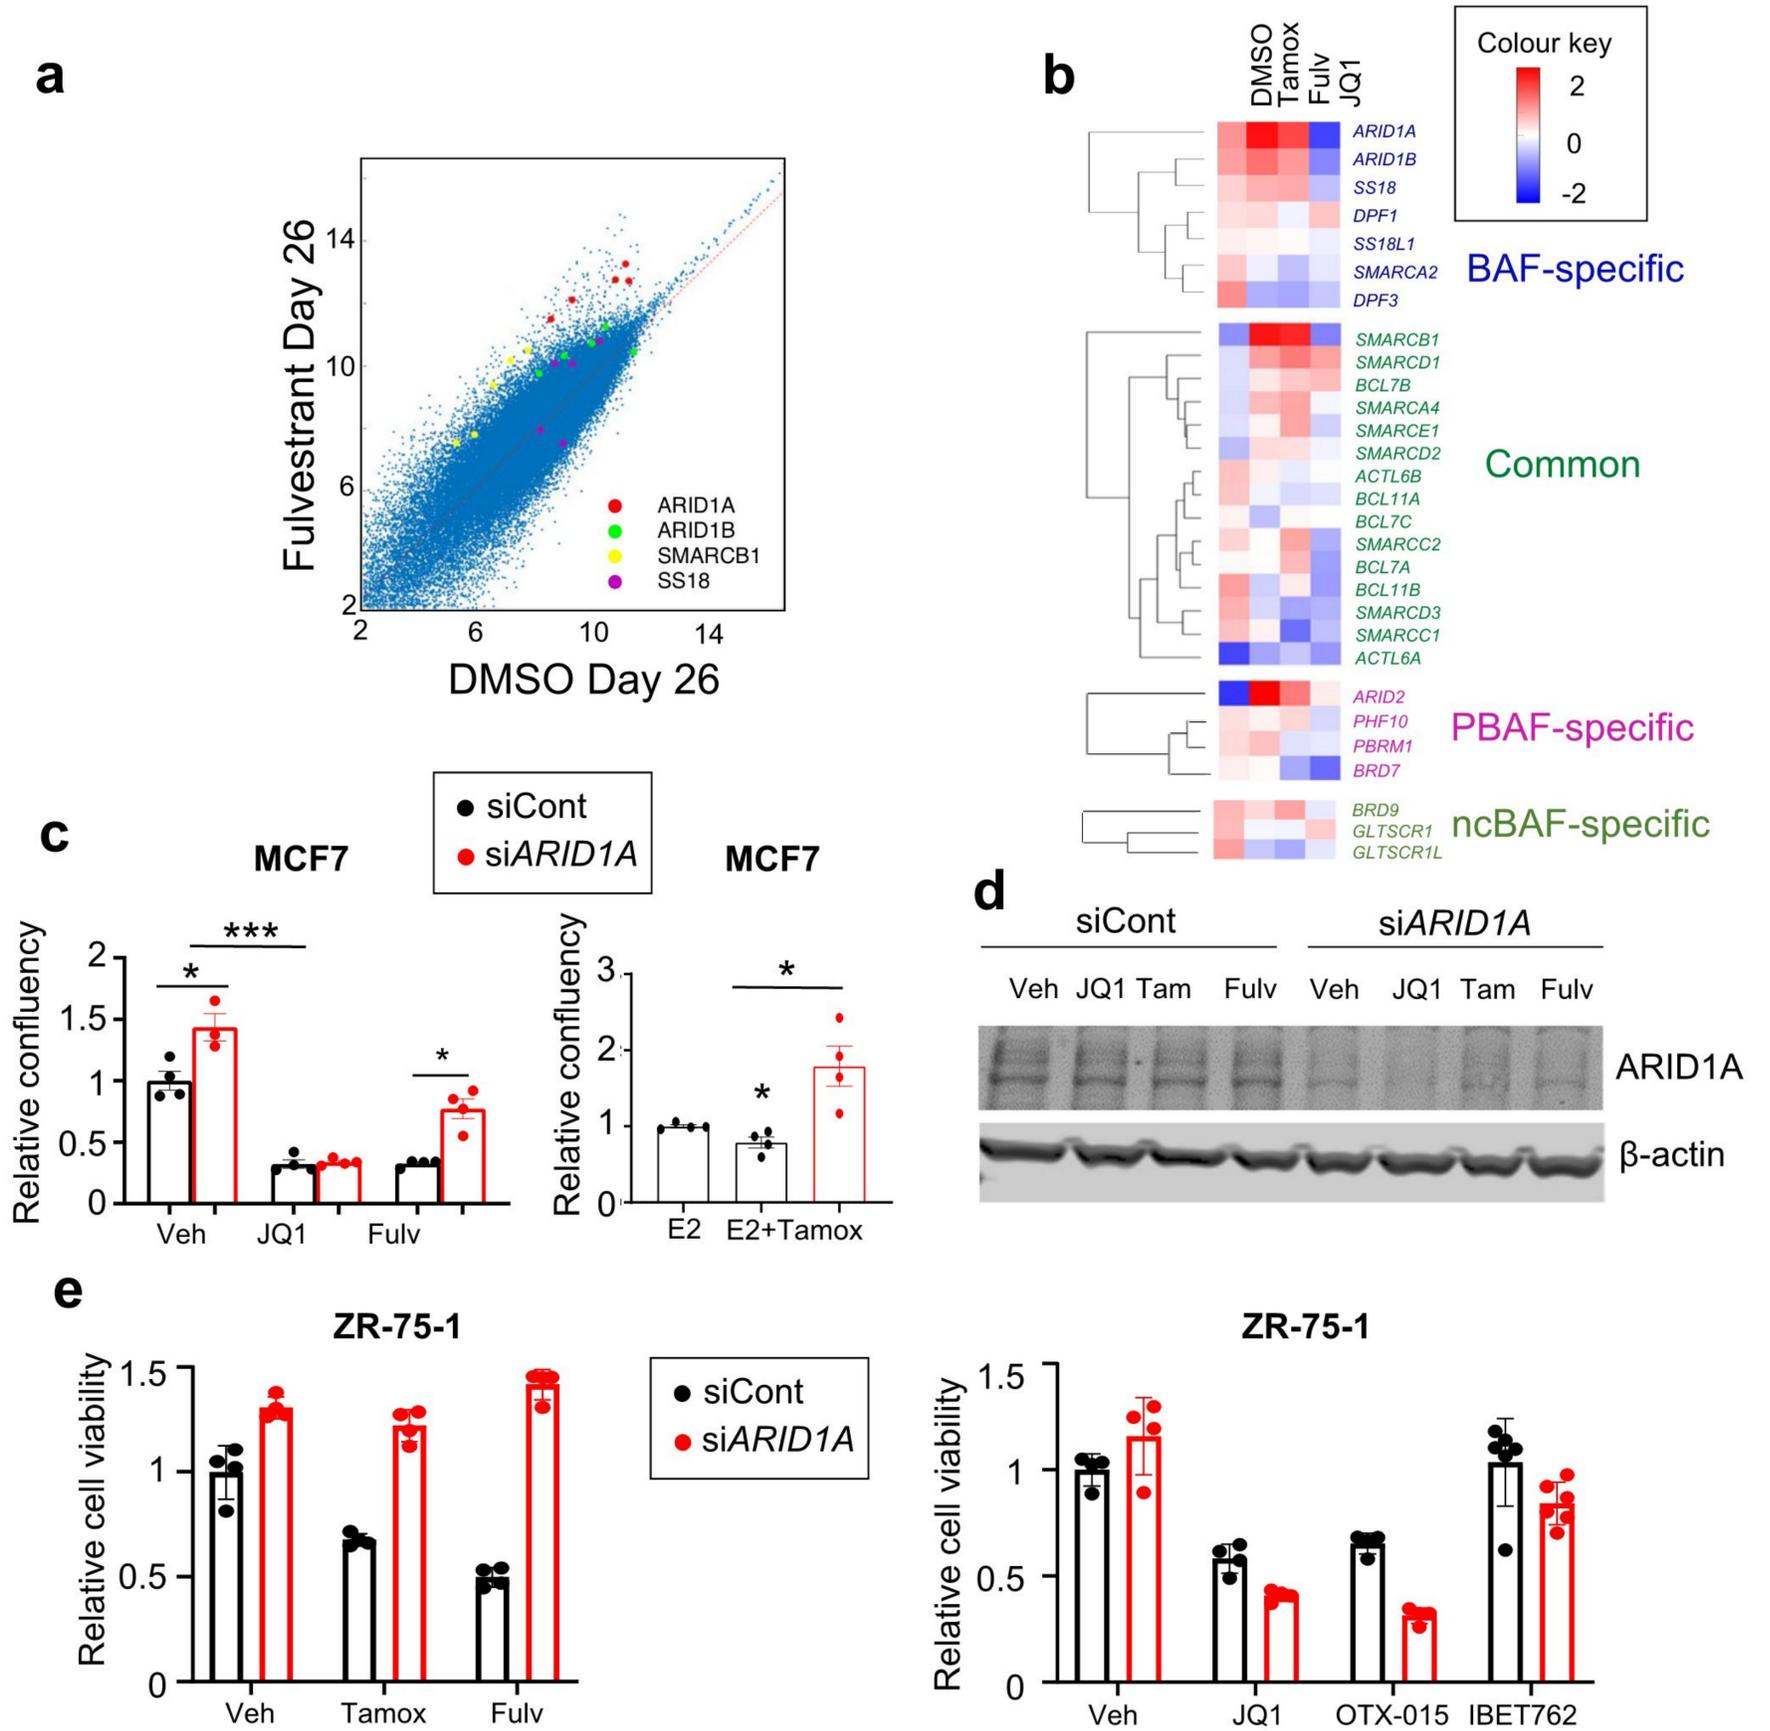 a
Fulvestrant Day 26
14
10
6
2
2 6 10 14
DMSO Day 26
ARID1A
ARID1B
SMARCB1
SS18
b
DMSO
Tamox
Fulv
JQ1
Colour key
2
0
-2
ARID1A
ARID1B
SS18
DPF1
SS18L1
SMARCA2
DPF3
BAF-specific
SMARCB1
SMARCD1
BCL7B
SMARCA4
SMARCE1
SMARCD2
ACTL6B
BCL11A
BCL7C
SMARCC2
BCL7A
BCL11B
SMARCD3
SMARCC1
ACTL6A
Common
ARID2
PHF10
PBRM1
BRD7
PBAF-specific
BRD9
GLTSCR1
GLTSCR1L
ncBAF-specific
c
siCont
siARID1A
MCF7
Relative confluency
2
1.5
1
0.5
0
*
***
*
Veh JQ1 Fulv
MCF7
Relative confluency
3
2
1
0
*
*
E2 E2+Tamox
d
siCont siARID1A
Veh JQ1 Tam Fulv Veh JQ1 Tam Fulv
ARID1A
β-actin
e
ZR-75-1
Relative cell viability
1.5
1
0.5
0
Veh Tamox Fulv
siCont
siARID1A
ZR-75-1
Relative cell viability
1.5
1
0.5
0
Veh JQ1 OTX-015 IBET762